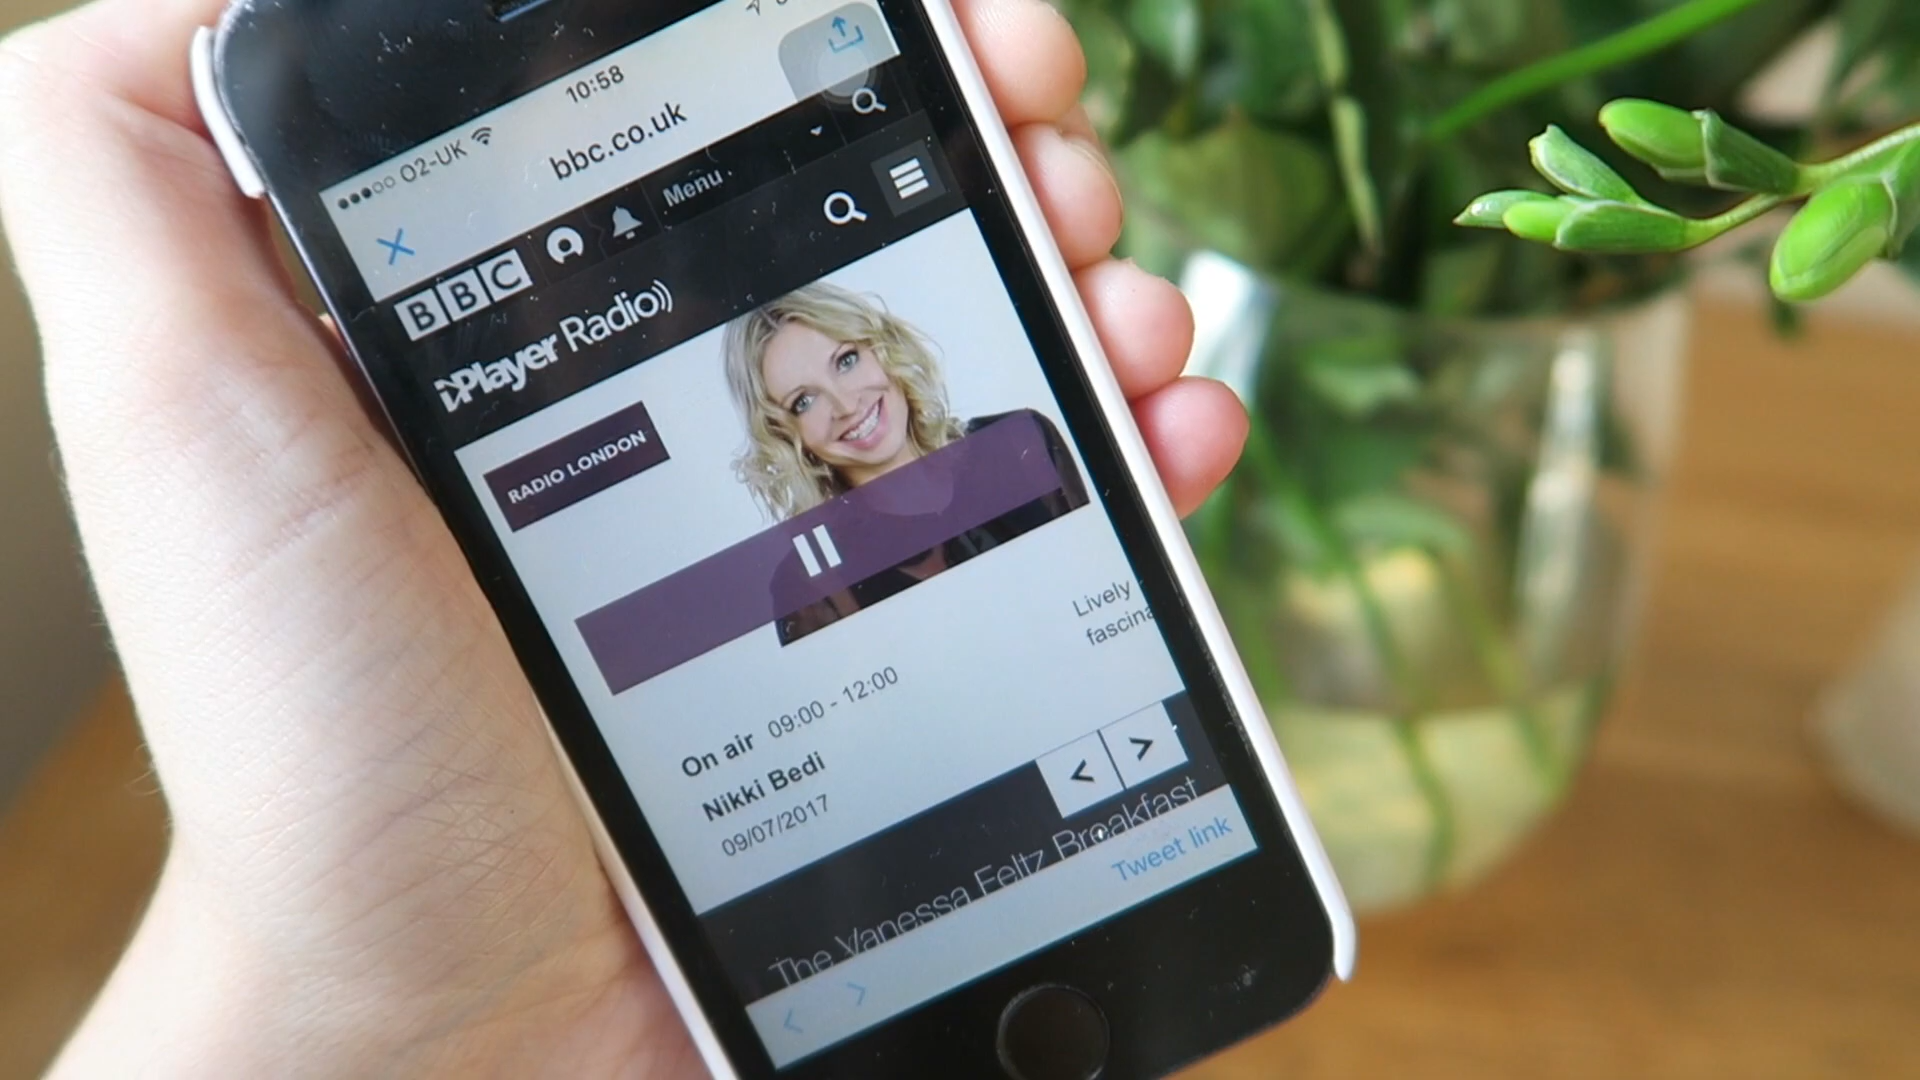 10:58
O2-UK
bbc.co.uk
Menu
BBC
iPlayer Radio
RADIO LONDON
Lively
On air 09:00 - 12:00
Nikki Bedi
09/07/2017
The Vanessa Feltz Breakfast
Tweet link